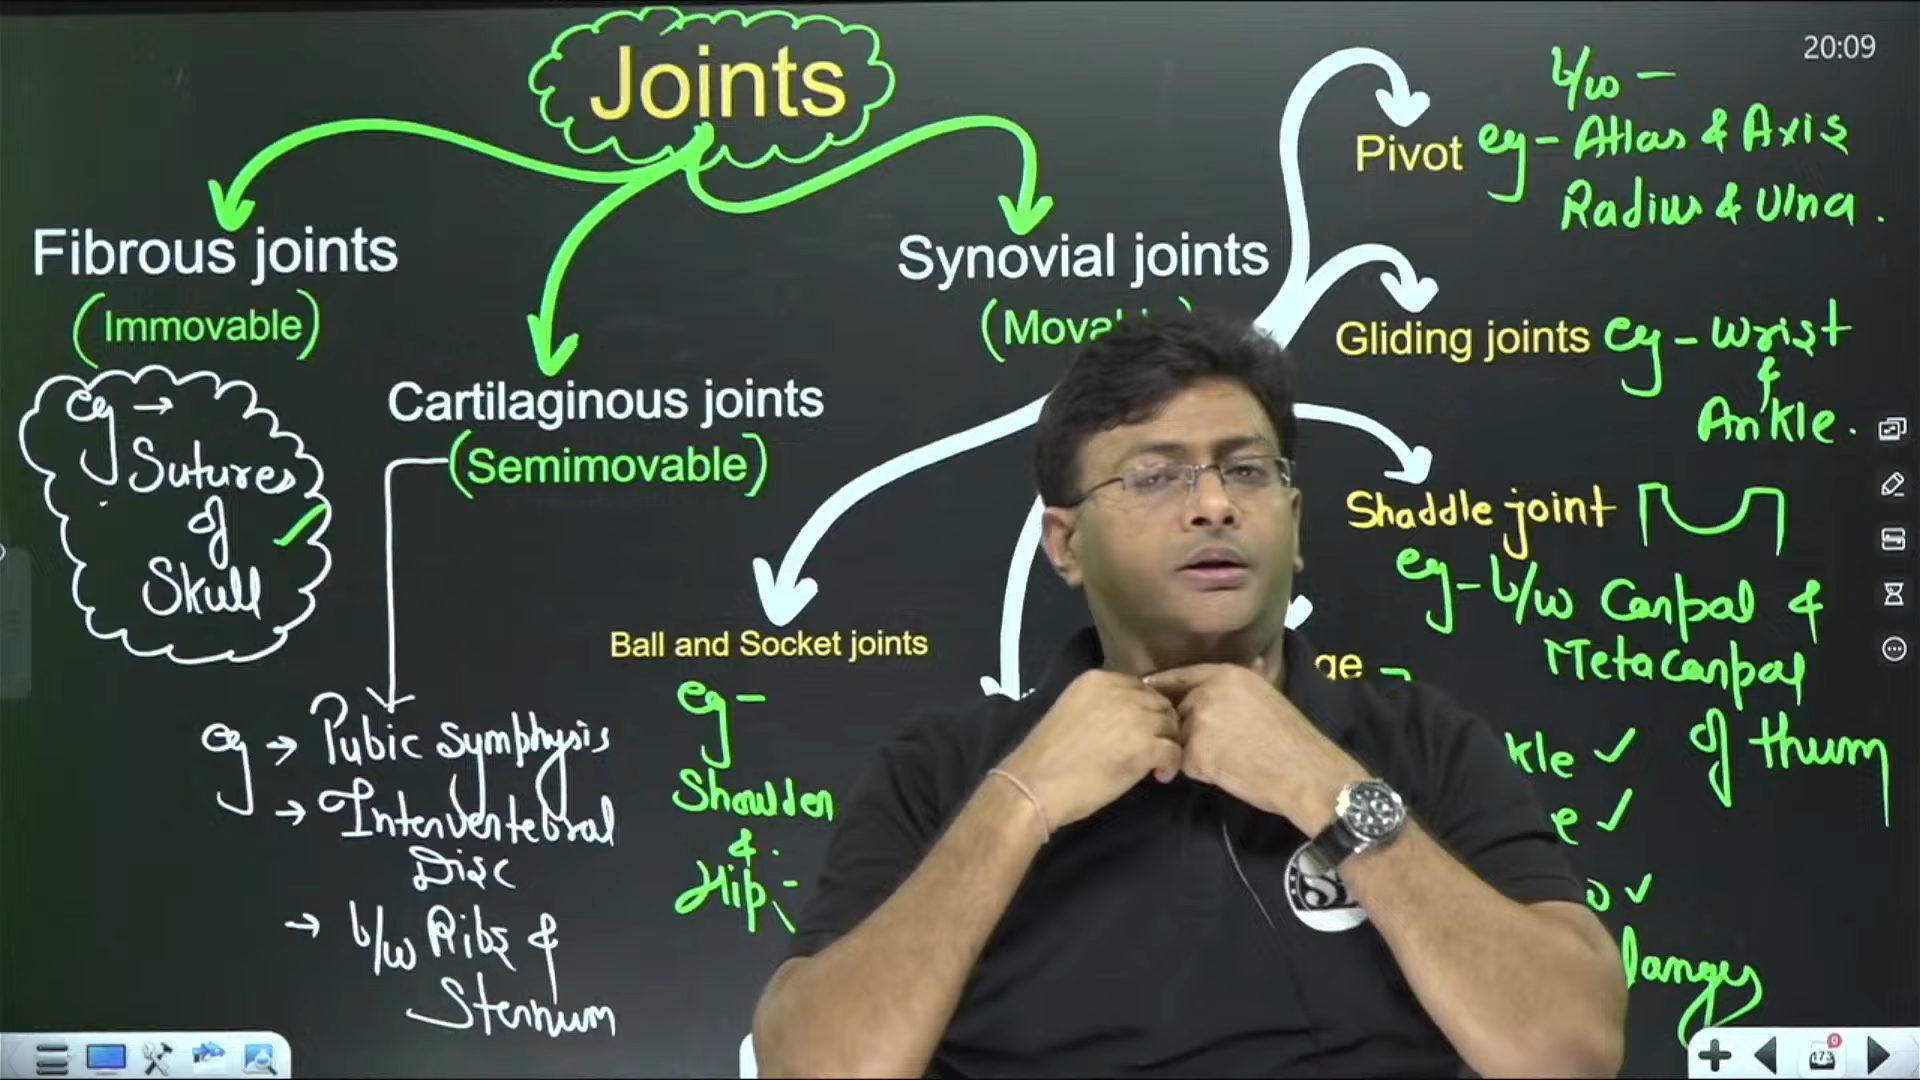 Joints
20:09
Fibrous joints
(Immovable)
eg →
Sutures
of
Skull
Cartilaginous joints
(Semimovable)
eg → Pubic Symphysis
→ Intervertebral
Disc
→ b/w Ribs &
Sternum
Synovial joints
Ball and Socket joints
eg -
Shoulder
&
Hip
b/w -
Pivot eg - Atlas & Axis
Radius & Ulna.
Gliding joints eg - Wrist
&
Ankle.
Shaddle joint
eg - b/w Carpal &
Metacarpal
of thum